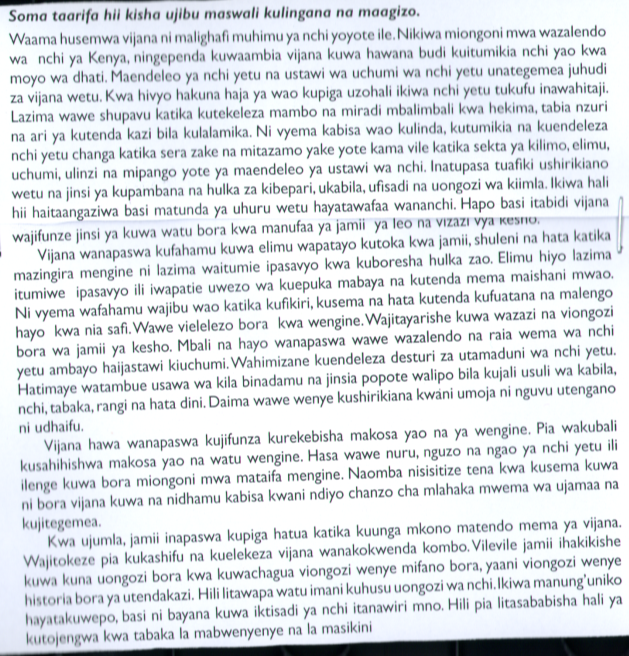 Soma taarifa hii kisha ujibu maswali kulingana na maagizo.
Waama husemwa vijana ni malighafi muhimu ya nchi yoyote ile. Nikiwa miongoni mwa wazalendo
wa nchi ya Kenya, ningependa kuwaambia vijana kuwa hawana budi kuitumikia nchi yao kwa
moyo wa dhati. Maendeleo ya nchi yetu na ustawi wa uchumi wa nchi yetu unategemea juhudi
za vijana wetu. Kwa hivyo hakuna haja ya wao kupiga uzohali ikiwa nchi yetu tukufu inawahitaji.
Lazima wawe shupavu katika kutekeleza mambo na miradi mbalimbali kwa hekima, tabia nzuri
na ari ya kutenda kazi bila kulalamika. Ni vyema kabisa wao kulinda, kutumikia na kuendeleza
nchi yetu changa katika sera zake na mitazamo yake yote kama vile katika sekta ya kilimo, elimu,
uchumi, ulinzi na mipango yote ya maendeleo ya ustawi wa nchi. Inatupasa tuafiki ushirikiano
wetu na jinsi ya kupambana na hulka za kibepari, ukabila, ufisadi na uongozi wa kiimla. Ikiwa hali
hii haitaangaziwa basi matunda ya uhuru wetu hayatawafaa wananchi. Hapo basi itabidi vijana
wajifunze jinsi ya kuwa watu bora kwa manufaa ya jamii ya leo na vizazi vya kesho.
Vijana wanapaswa kufahamu kuwa elimu wapatayo kutoka kwa jamii, shuleni na hata katika
mazingira mengine ni lazima waitumie ipasavyo kwa kuboresha hulka zao. Elimu hiyo lazima
itumiwe ipasavyo ili iwapatie uwezo wa kuepuka mabaya na kutenda mema maishani mwao.
Ni vyema wafahamu wajibu wao katika kufikiri, kusema na hata kutenda kufuatana na malengo
hayo kwa nia safi. Wawe vielelezo bora kwa wengine. Wajitayarishe kuwa wazazi na viongozi
bora wa jamii ya kesho. Mbali na hayo wanapaswa wawe wazalendo na raia wema wa nchi
yetu ambayo haijastawi kiuchumi. Wahimizane kuendeleza desturi za utamaduni wa nchi yetu.
Hatimaye watambue usawa wa kila binadamu na jinsia popote walipo bila kujali usuli wa kabila,
nchi, tabaka, rangi na hata dini. Daima wawe wenye kushirikiana kwani umoja ni nguvu utengano
ni udhaifu.
Vijana hawa wanapaswa kujifunza kurekebisha makosa yao na ya wengine. Pia wakubali
kusahihishwa makosa yao na watu wengine. Hasa wawe nuru, nguzo na ngao ya nchi yetu ili
ilenge kuwa bora miongoni mwa mataifa mengine. Naomba nisisitize tena kwa kusema kuwa
ni bora vijana kuwa na nidhamu kabisa kwani ndiyo chanzo cha mlahaka mwema wa ujamaa na
kujitegemea.
Kwa ujumla, jamii inapaswa kupiga hatua katika kuunga mkono matendo mema ya vijana.
Wajitokeze pia kukashifu na kuelekeza vijana wanakokwenda kombo. Vilevile jamii ihakikishe
kuwa kuna uongozi bora kwa kuwachagua viongozi wenye mifano bora, yaani viongozi wenye
historia bora ya utendakazi. Hili litawapa watu imani kuhusu uongozi wa nchi. Ikiwa manung'uniko
hayatakuwepo, basi ni bayana kuwa iktisadi ya nchi itanawiri mno. Hili pia litasababisha hali ya
kutojengwa kwa tabaka la mabwenyenye na la masikini